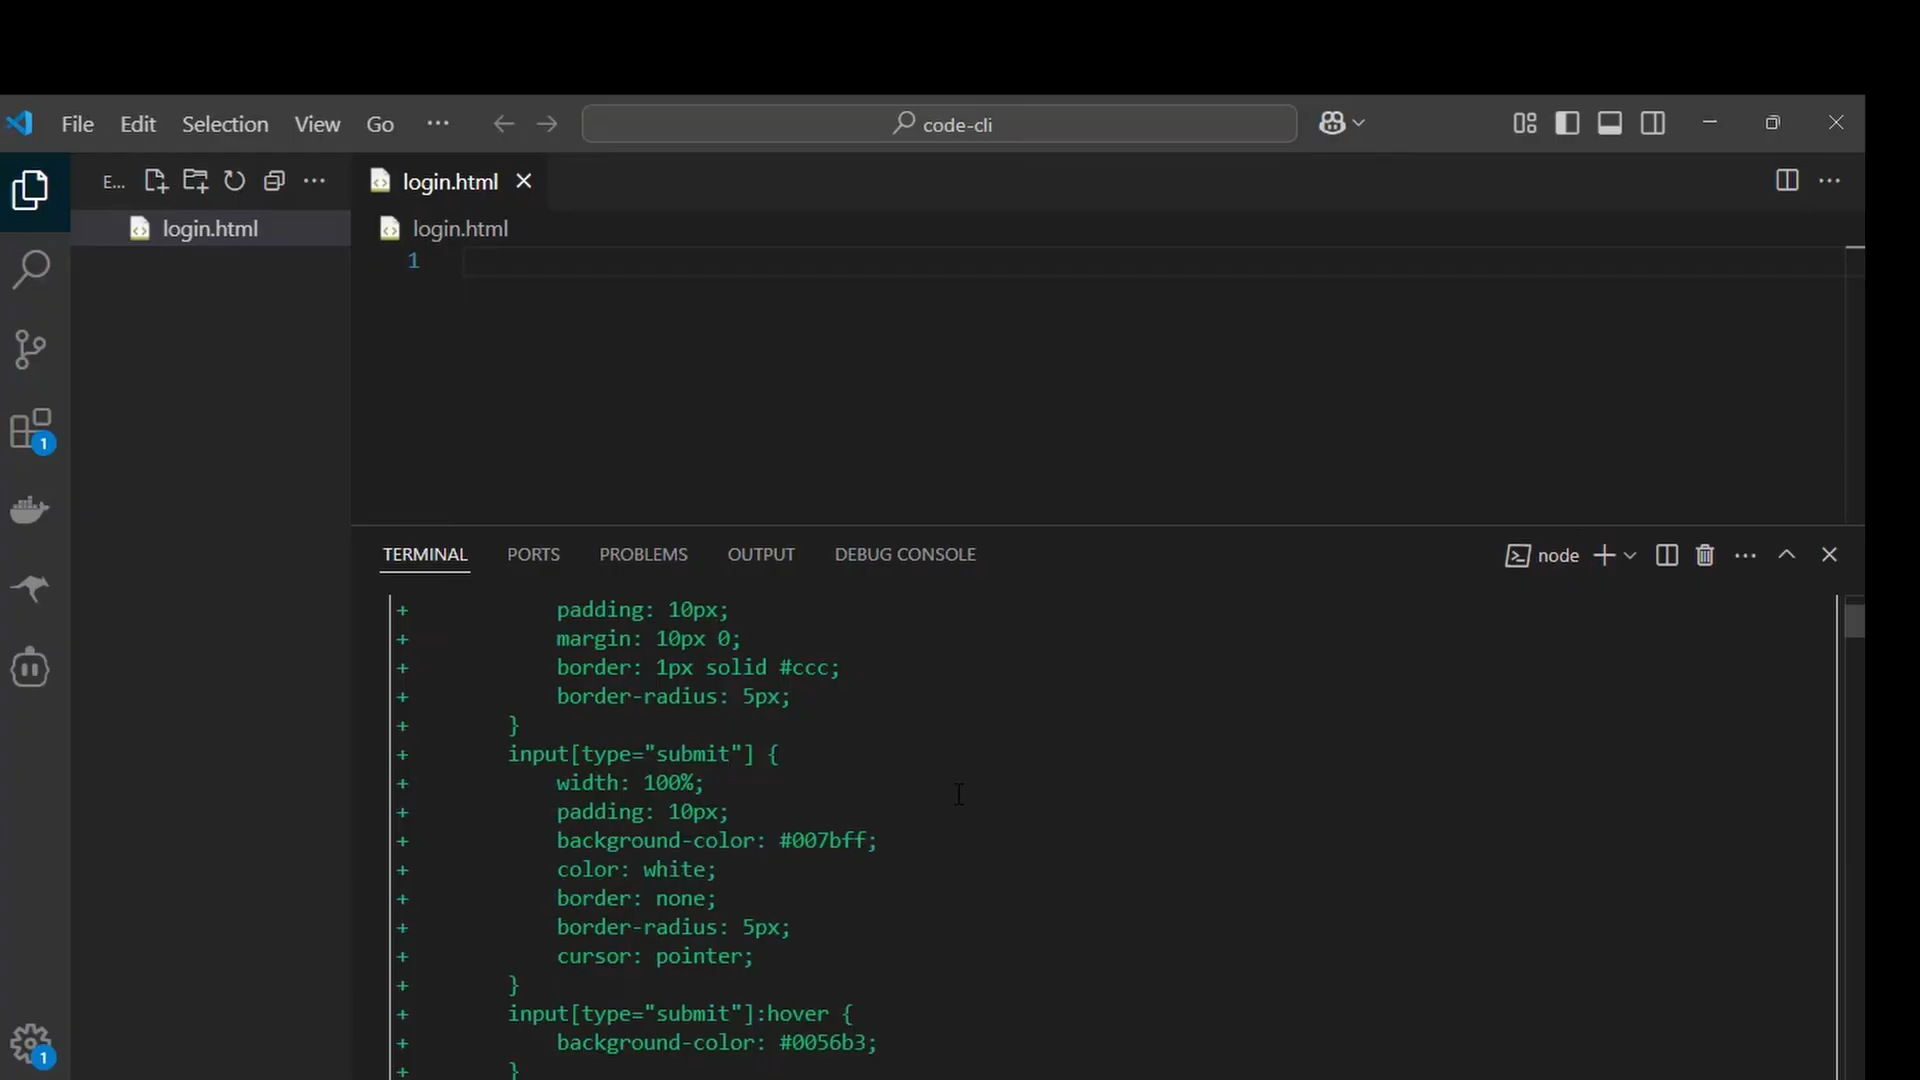 File Edit Selection View Go ··· code-cli
E... login.html
login.html
login.html
1
1
TERMINAL PORTS PROBLEMS OUTPUT DEBUG CONSOLE node
+ padding: 10px;
+ margin: 10px 0;
+ border: 1px solid #ccc;
+ border-radius: 5px;
+ }
+ input[type="submit"] {
+ width: 100%;
+ padding: 10px;
+ background-color: #007bff;
+ color: white;
+ border: none;
+ border-radius: 5px;
+ cursor: pointer;
+ }
+ input[type="submit"]:hover {
+ background-color: #0056b3;
+ }
1